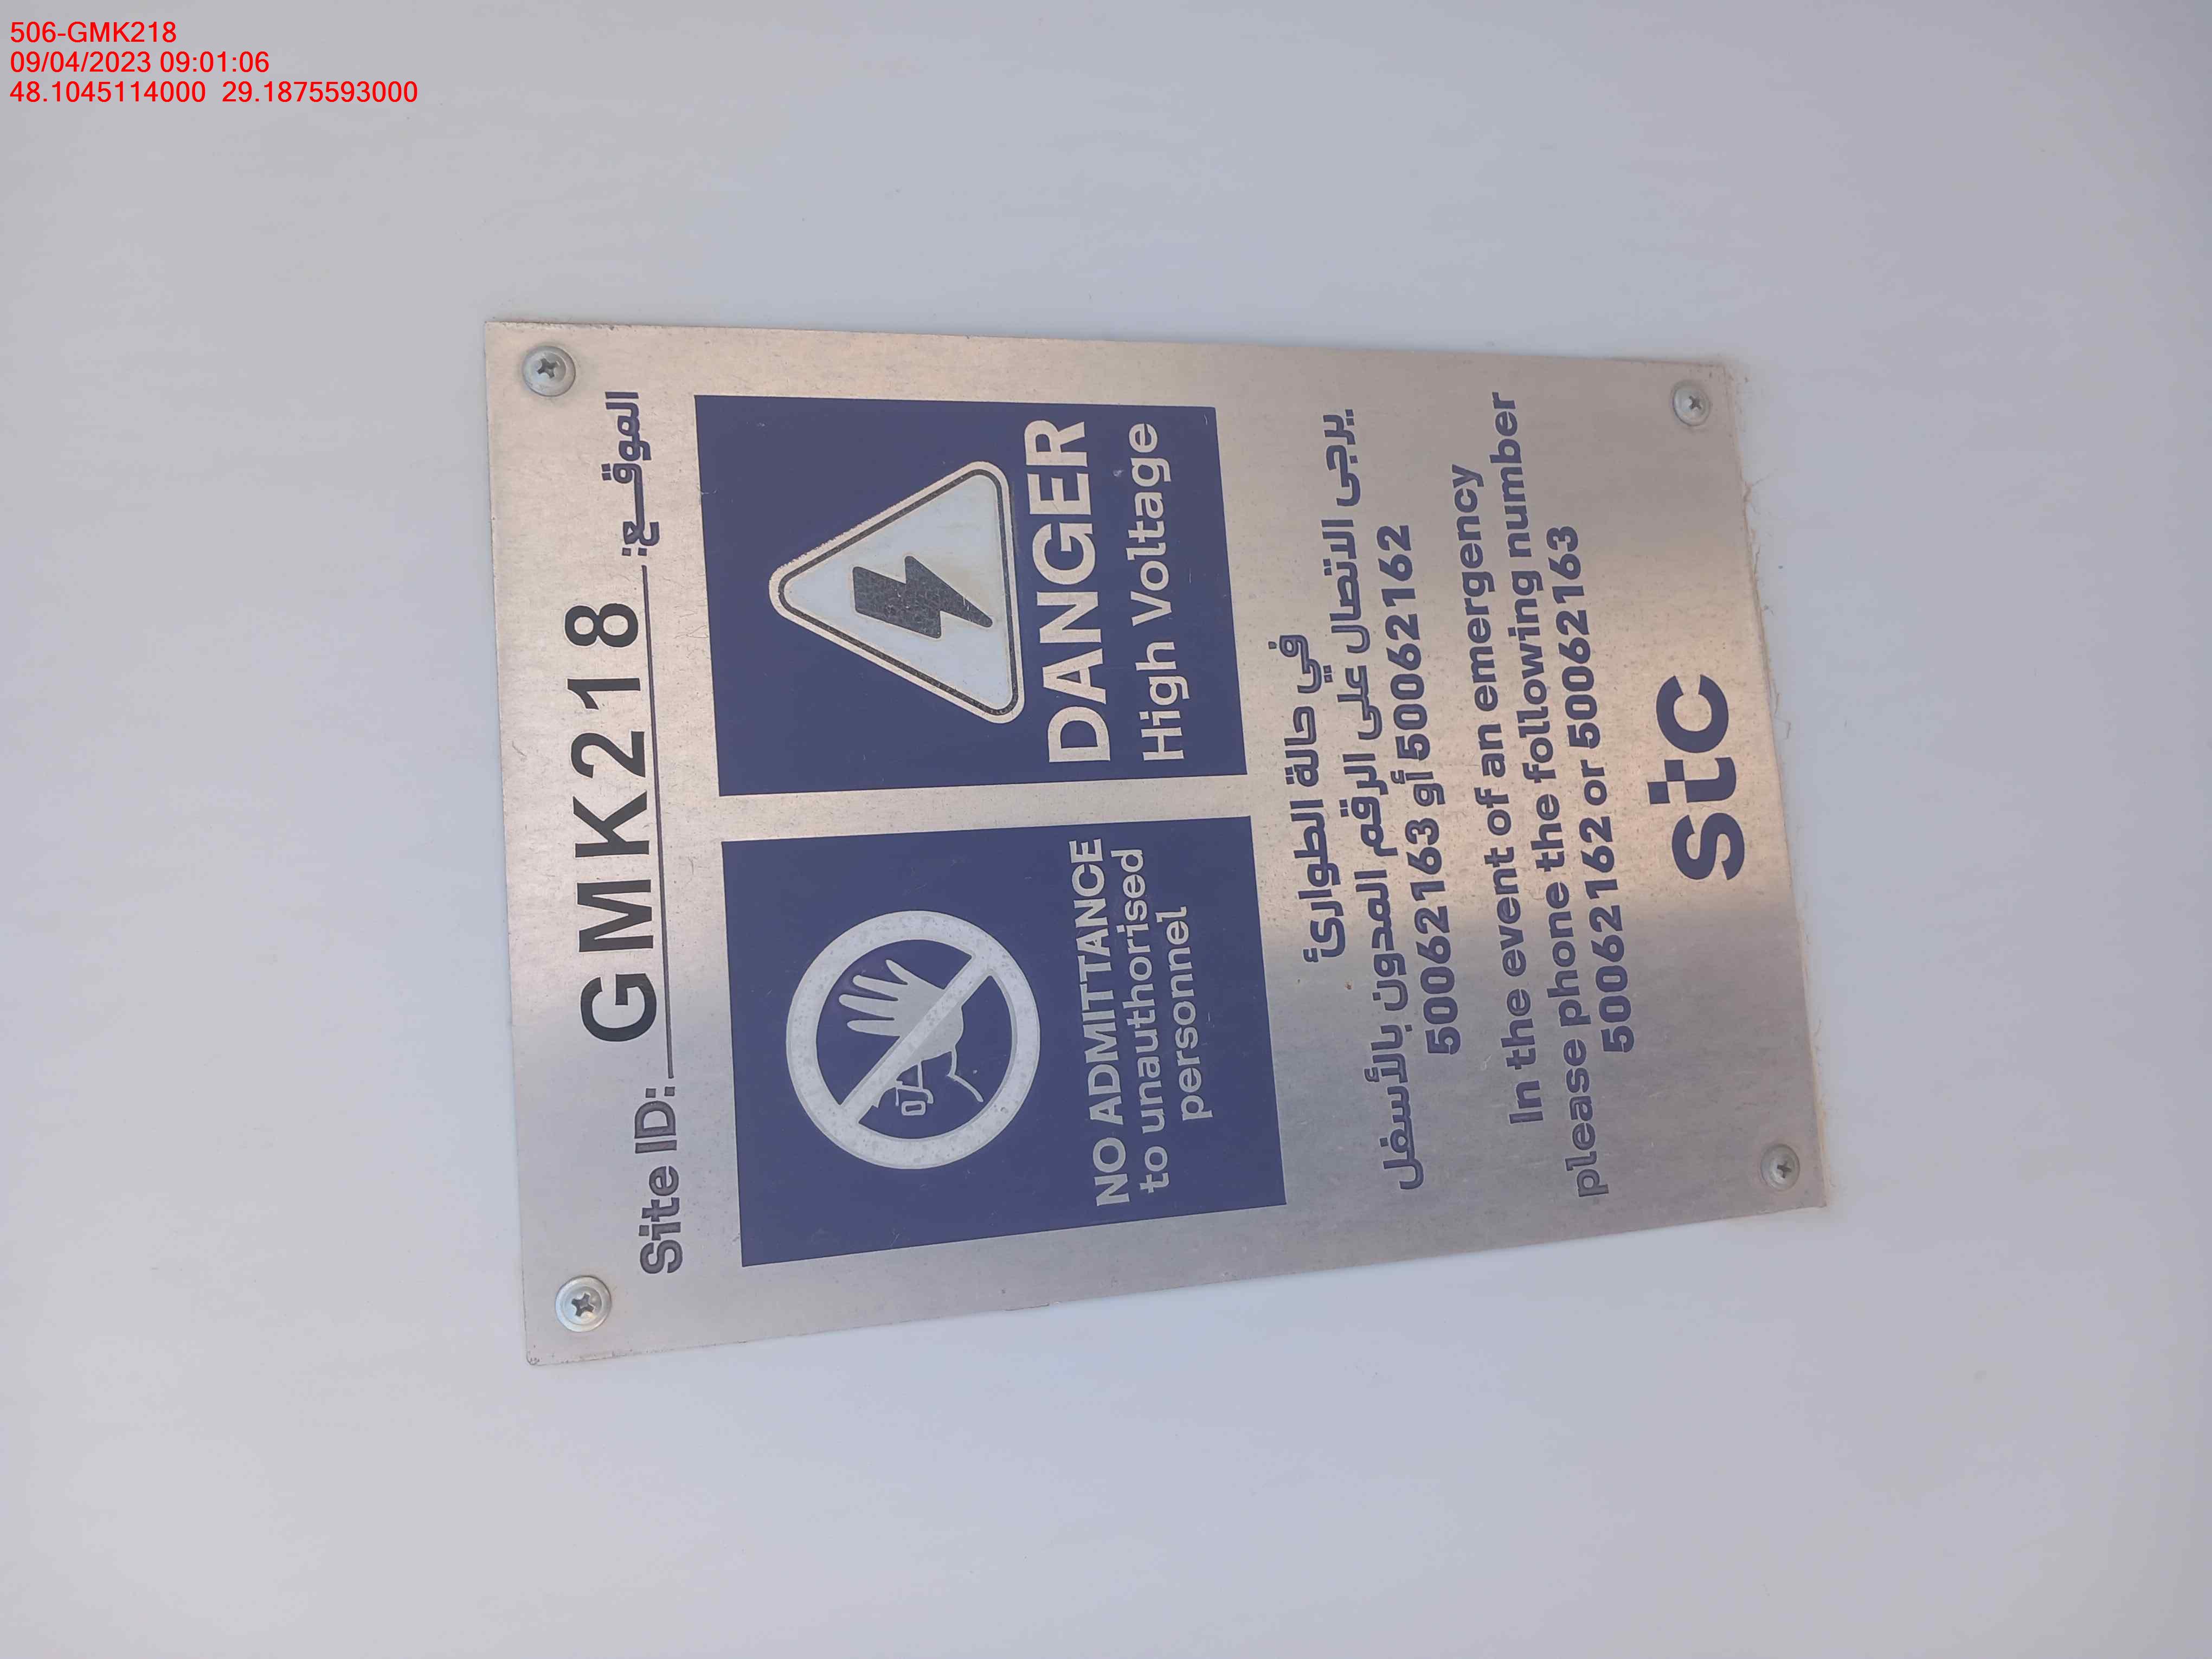 506-GMK218
09/04/2023 09:01:06
48.1045114000 29.1875593000
Site ID: GMK218 الموقـــع:
NO ADMITTANCE
to unauthorised
personnel
DANGER
High Voltage
في حالة الطوارئ
يرجى الاتصال على الرقم المدون بالأسفل
50062163 أو 50062162
In the event of an emergency
please phone the following number
50062162 or 50062163
stc